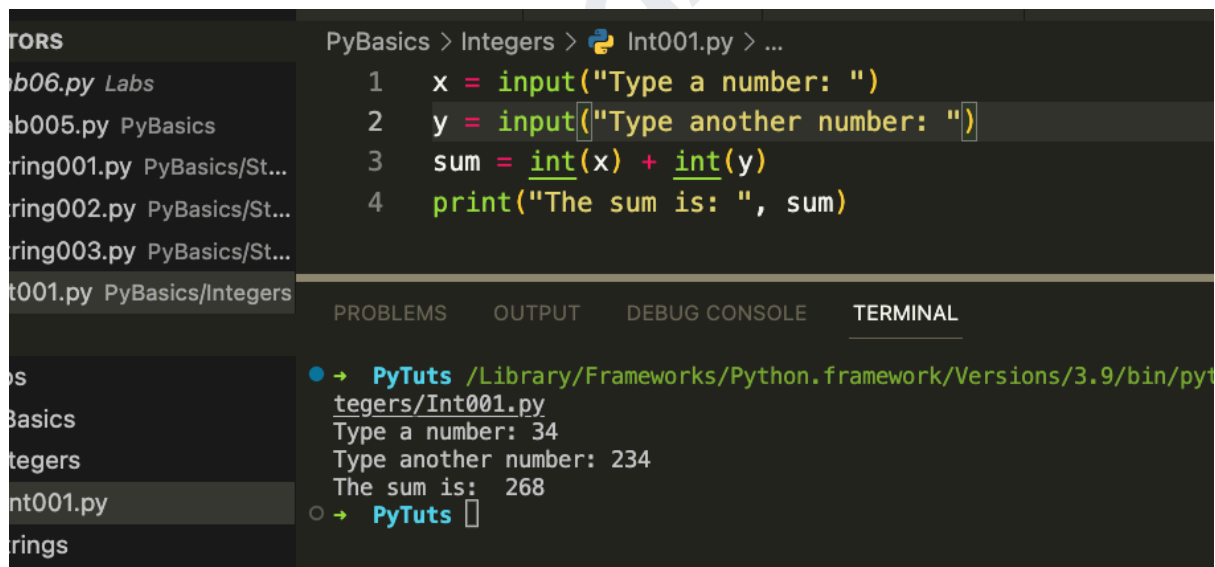 TORS
ab06.py Labs
ab005.py PyBasics
tring001.py PyBasics/St...
tring002.py PyBasics/St...
tring003.py PyBasics/St...
t001.py PyBasics/Integers
os
Basics
tegers
nt001.py
trings
PyBasics > Integers > Int001.py > ...
1 x = input("Type a number: ")
2 y = input("Type another number: ")
3 sum = int(x) + int(y)
4 print("The sum is: ", sum)
PROBLEMS OUTPUT DEBUG CONSOLE TERMINAL
→ PyTuts /Library/Frameworks/Python.framework/Versions/3.9/bin/pyt
tegers/Int001.py
Type a number: 34
Type another number: 234
The sum is:  268
→ PyTuts